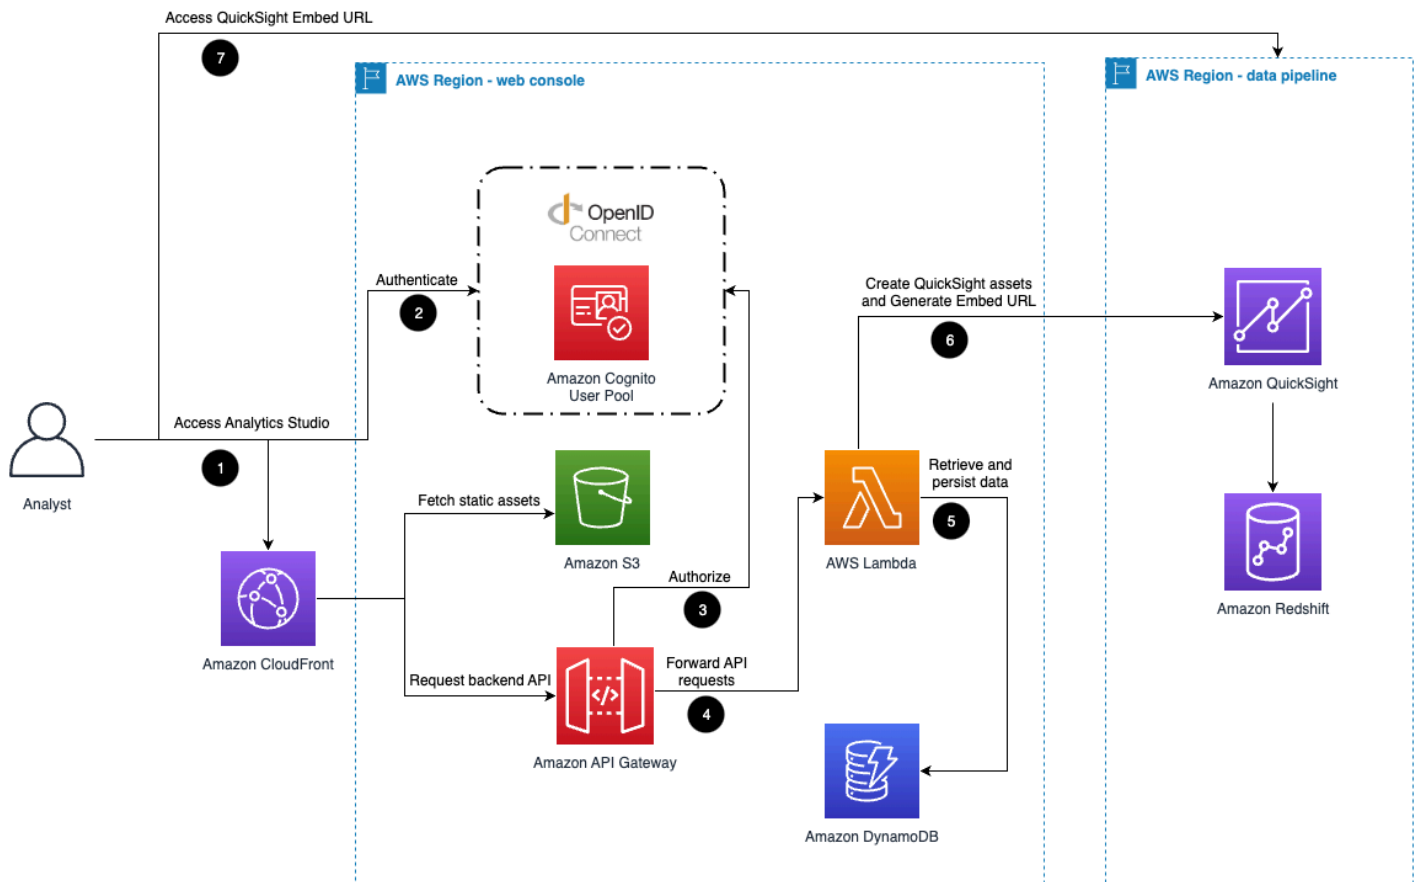 Access QuickSight Embed URL
7
AWS Region - web console
AWS Region - data pipeline
OpenID
Connect
Authenticate
2
Amazon Cognito
User Pool
Create QuickSight assets
and Generate Embed URL
6
Amazon QuickSight
Access Analytics Studio
1
Analyst
Fetch static assets
Amazon S3
Retrieve and
persist data
5
AWS Lambda
Authorize
3
Amazon Redshift
Amazon CloudFront
Request backend API
Forward API
requests
4
</>
Amazon API Gateway
Amazon DynamoDB